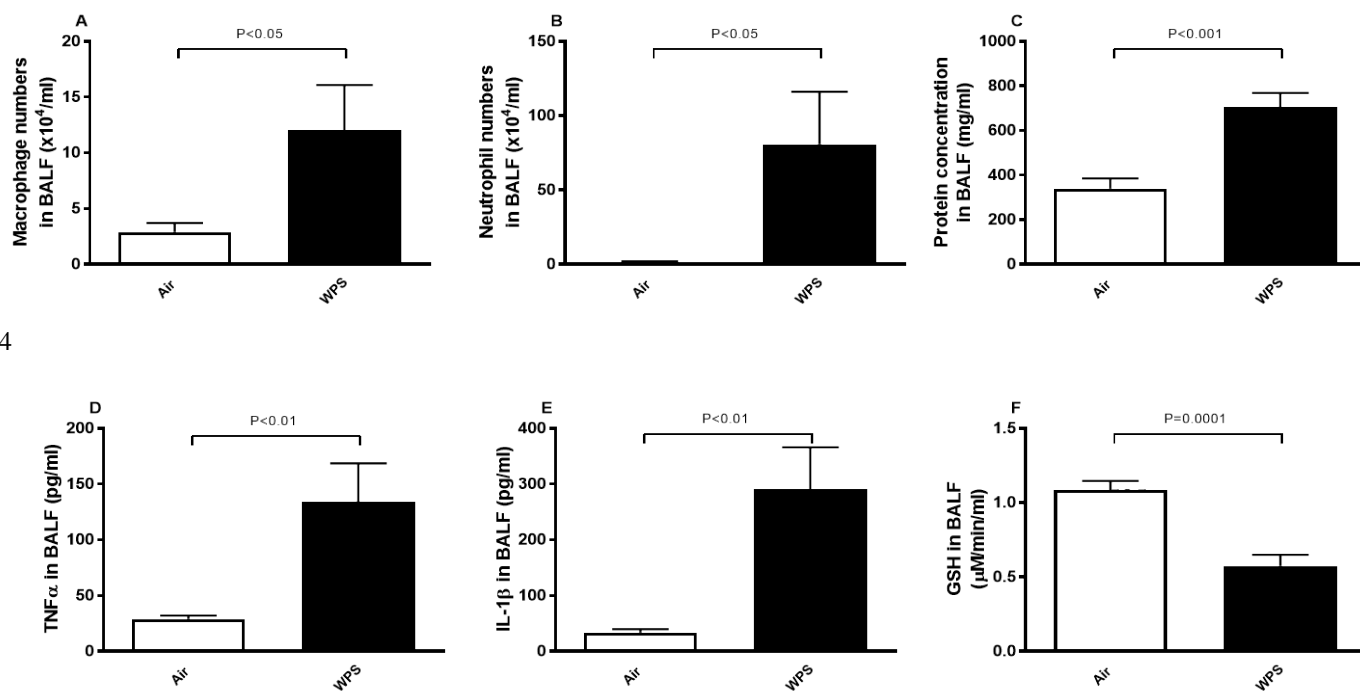 A
P<0.05
Macrophage numbers
in BALF (x10⁴/ml)
20
15
10
5
0
Air
WPS
B
P<0.05
Neutrophil numbers
in BALF (x10⁴/ml)
150
100
50
0
Air
WPS
C
P<0.001
Protein concentration
in BALF (mg/ml)
1000
800
600
400
200
0
Air
WPS
4
D
P<0.01
TNFα in BALF (pg/ml)
200
150
100
50
0
Air
WPS
E
P<0.01
IL-1β in BALF (pg/ml)
400
300
200
100
0
Air
WPS
F
P=0.0001
GSH in BALF
(μM/min/ml)
1.5
1.0
0.5
0.0
Air
WPS